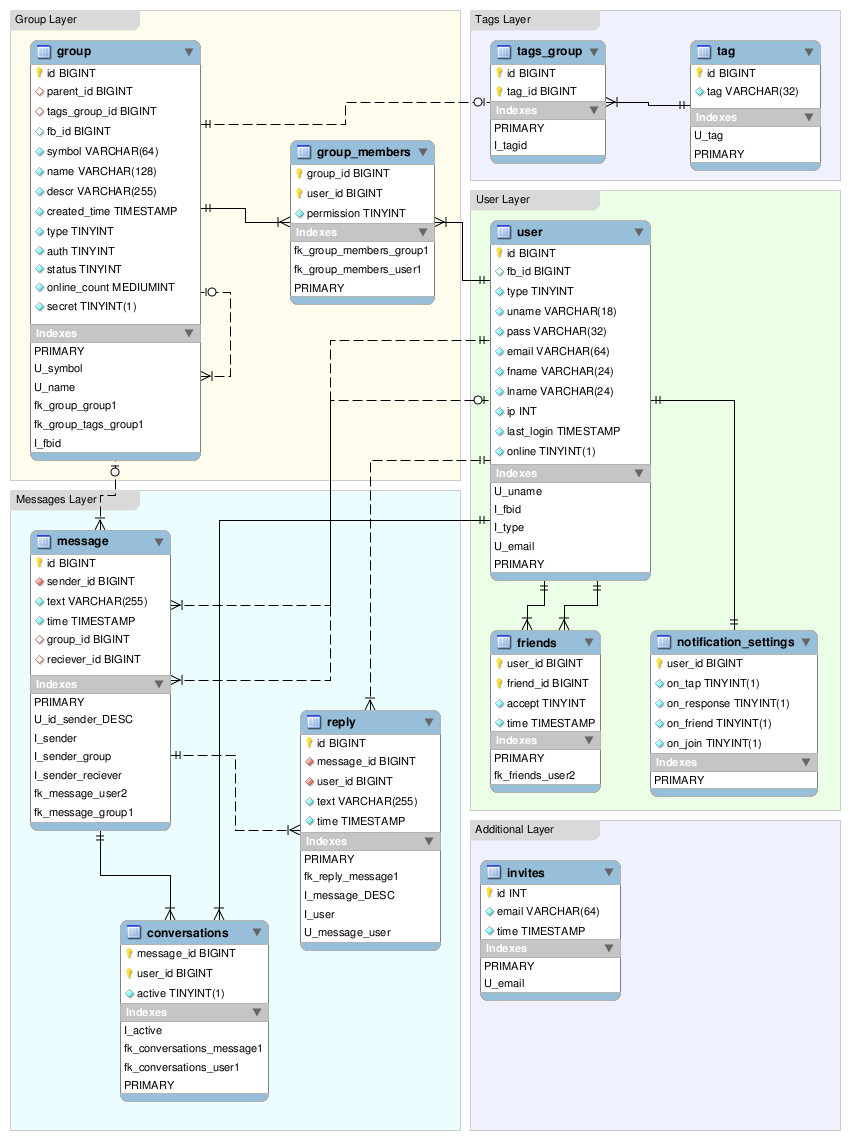 Group Layer
group
id BIGINT
parent_id BIGINT
tags_group_id BIGINT
fb_id BIGINT
symbol VARCHAR(64)
name VARCHAR(128)
descr VARCHAR(255)
created_time TIMESTAMP
type TINYINT
auth TINYINT
status TINYINT
online_count MEDIUMINT
secret TINYINT(1)
Indexes
PRIMARY
U_symbol
U_name
fk_group_group1
fk_group_tags_group1
I_fbid
group_members
group_id BIGINT
user_id BIGINT
permission TINYINT
Indexes
fk_group_members_group1
fk_group_members_user1
PRIMARY
Tags Layer
tags_group
id BIGINT
tag_id BIGINT
Indexes
PRIMARY
I_tagid
tag
id BIGINT
tag VARCHAR(32)
Indexes
U_tag
PRIMARY
User Layer
user
id BIGINT
fb_id BIGINT
type TINYINT
uname VARCHAR(18)
pass VARCHAR(32)
email VARCHAR(64)
fname VARCHAR(24)
lname VARCHAR(24)
ip INT
last_login TIMESTAMP
online TINYINT(1)
Indexes
U_uname
I_fbid
I_type
U_email
PRIMARY
friends
user_id BIGINT
friend_id BIGINT
accept TINYINT
time TIMESTAMP
Indexes
PRIMARY
fk_friends_user2
notification_settings
user_id BIGINT
on_tap TINYINT(1)
on_response TINYINT(1)
on_friend TINYINT(1)
on_join TINYINT(1)
Indexes
PRIMARY
Messages Layer
message
id BIGINT
sender_id BIGINT
text VARCHAR(255)
time TIMESTAMP
group_id BIGINT
reciever_id BIGINT
Indexes
PRIMARY
U_id_sender_DESC
I_sender
I_sender_group
I_sender_reciever
fk_message_user2
fk_message_group1
reply
id BIGINT
message_id BIGINT
user_id BIGINT
text VARCHAR(255)
time TIMESTAMP
Indexes
PRIMARY
fk_reply_message1
I_message_DESC
I_user
U_message_user
conversations
message_id BIGINT
user_id BIGINT
active TINYINT(1)
Indexes
I_active
fk_conversations_message1
fk_conversations_user1
PRIMARY
Additional Layer
invites
id INT
email VARCHAR(64)
time TIMESTAMP
Indexes
PRIMARY
U_email